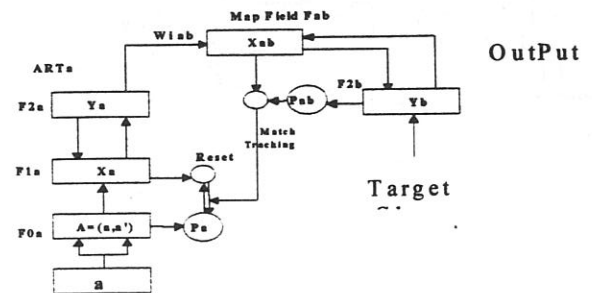 Map Field Fab
Wiab
Xab
OutPut
ARTa
F2a
Ya
F2b
Pab
Yb
Match
Tracking
Reset
F1a
Xa
Target
F0a
A=(a,a')
Pa
a